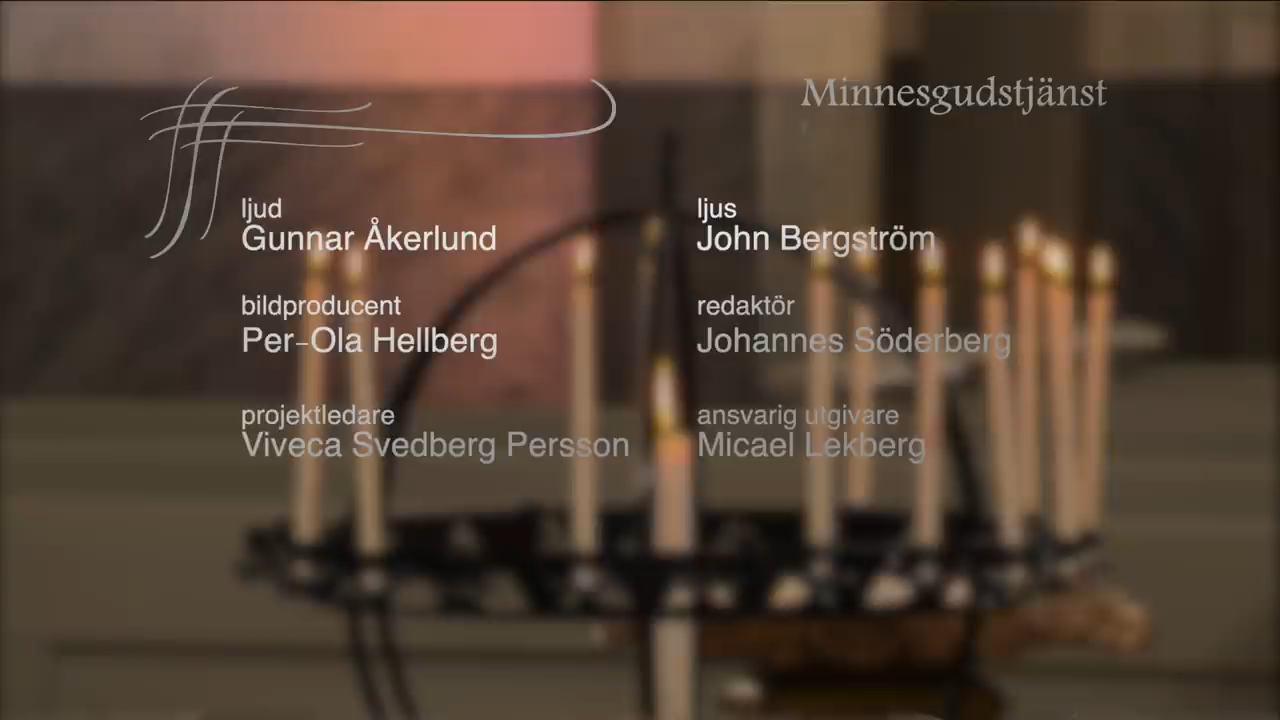 Minnesgudstjänst
ljud
Gunnar Åkerlund
ljus
John Bergström
bildproducent
Per-Ola Hellberg
redaktör
Johannes Söderberg
projektledare
Viveca Svedberg Persson
ansvarig utgivare
Micael Lekberg